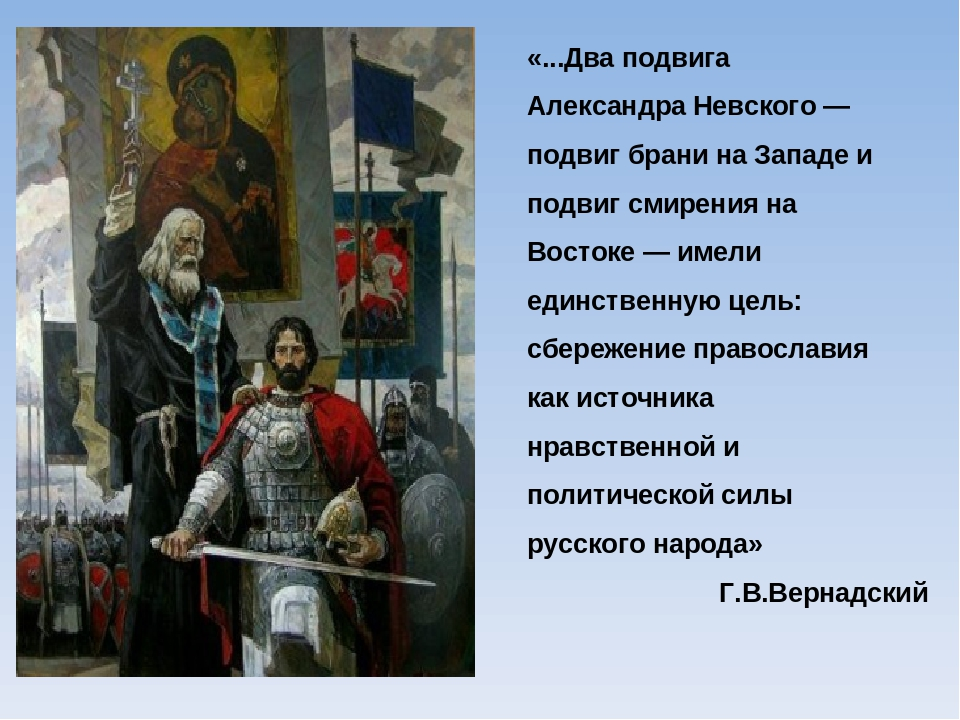 «...Два подвига
Александра Невского —
подвиг брани на Западе и
подвиг смирения на
Востоке — имели
единственную цель:
сбережение православия
как источника
нравственной и
политической силы
русского народа»
Г.В.Вернадский